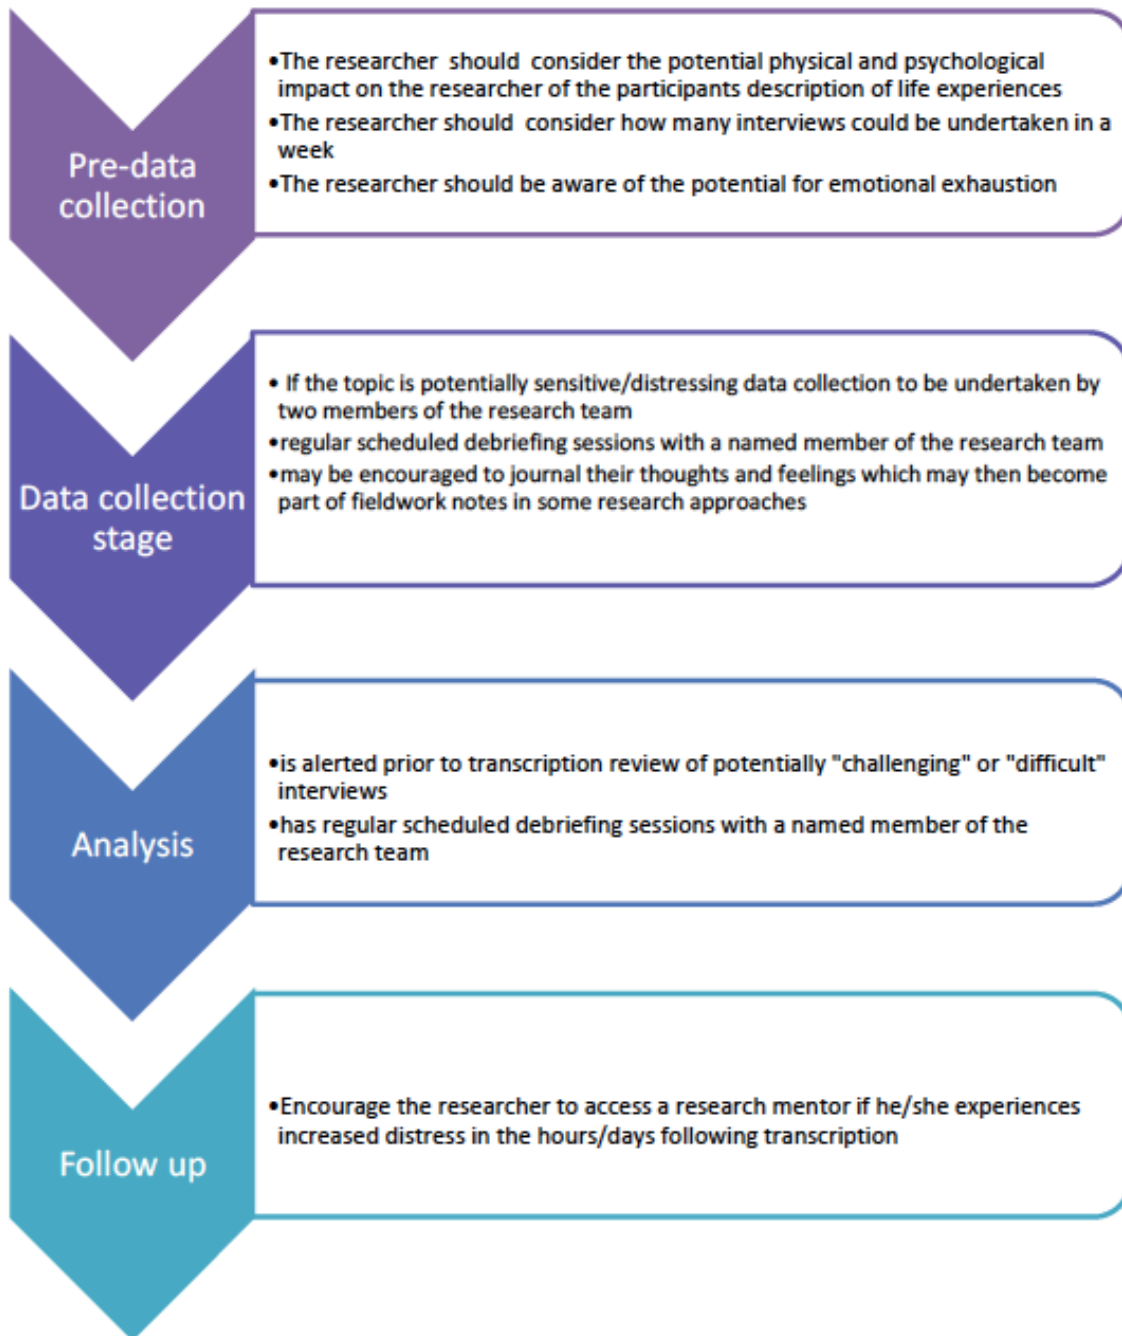 Pre-data
collection
•The researcher should consider the potential physical and psychological
impact on the researcher of the participants description of life experiences
•The researcher should consider how many interviews could be undertaken in a
week
•The researcher should be aware of the potential for emotional exhaustion
Data collection
stage
• If the topic is potentially sensitive/distressing data collection to be undertaken by
two members of the research team
•regular scheduled debriefing sessions with a named member of the research team
•may be encouraged to journal their thoughts and feelings which may then become
part of fieldwork notes in some research approaches
Analysis
•is alerted prior to transcription review of potentially "challenging" or "difficult"
interviews
•has regular scheduled debriefing sessions with a named member of the
research team
Follow up
•Encourage the researcher to access a research mentor if he/she experiences
increased distress in the hours/days following transcription